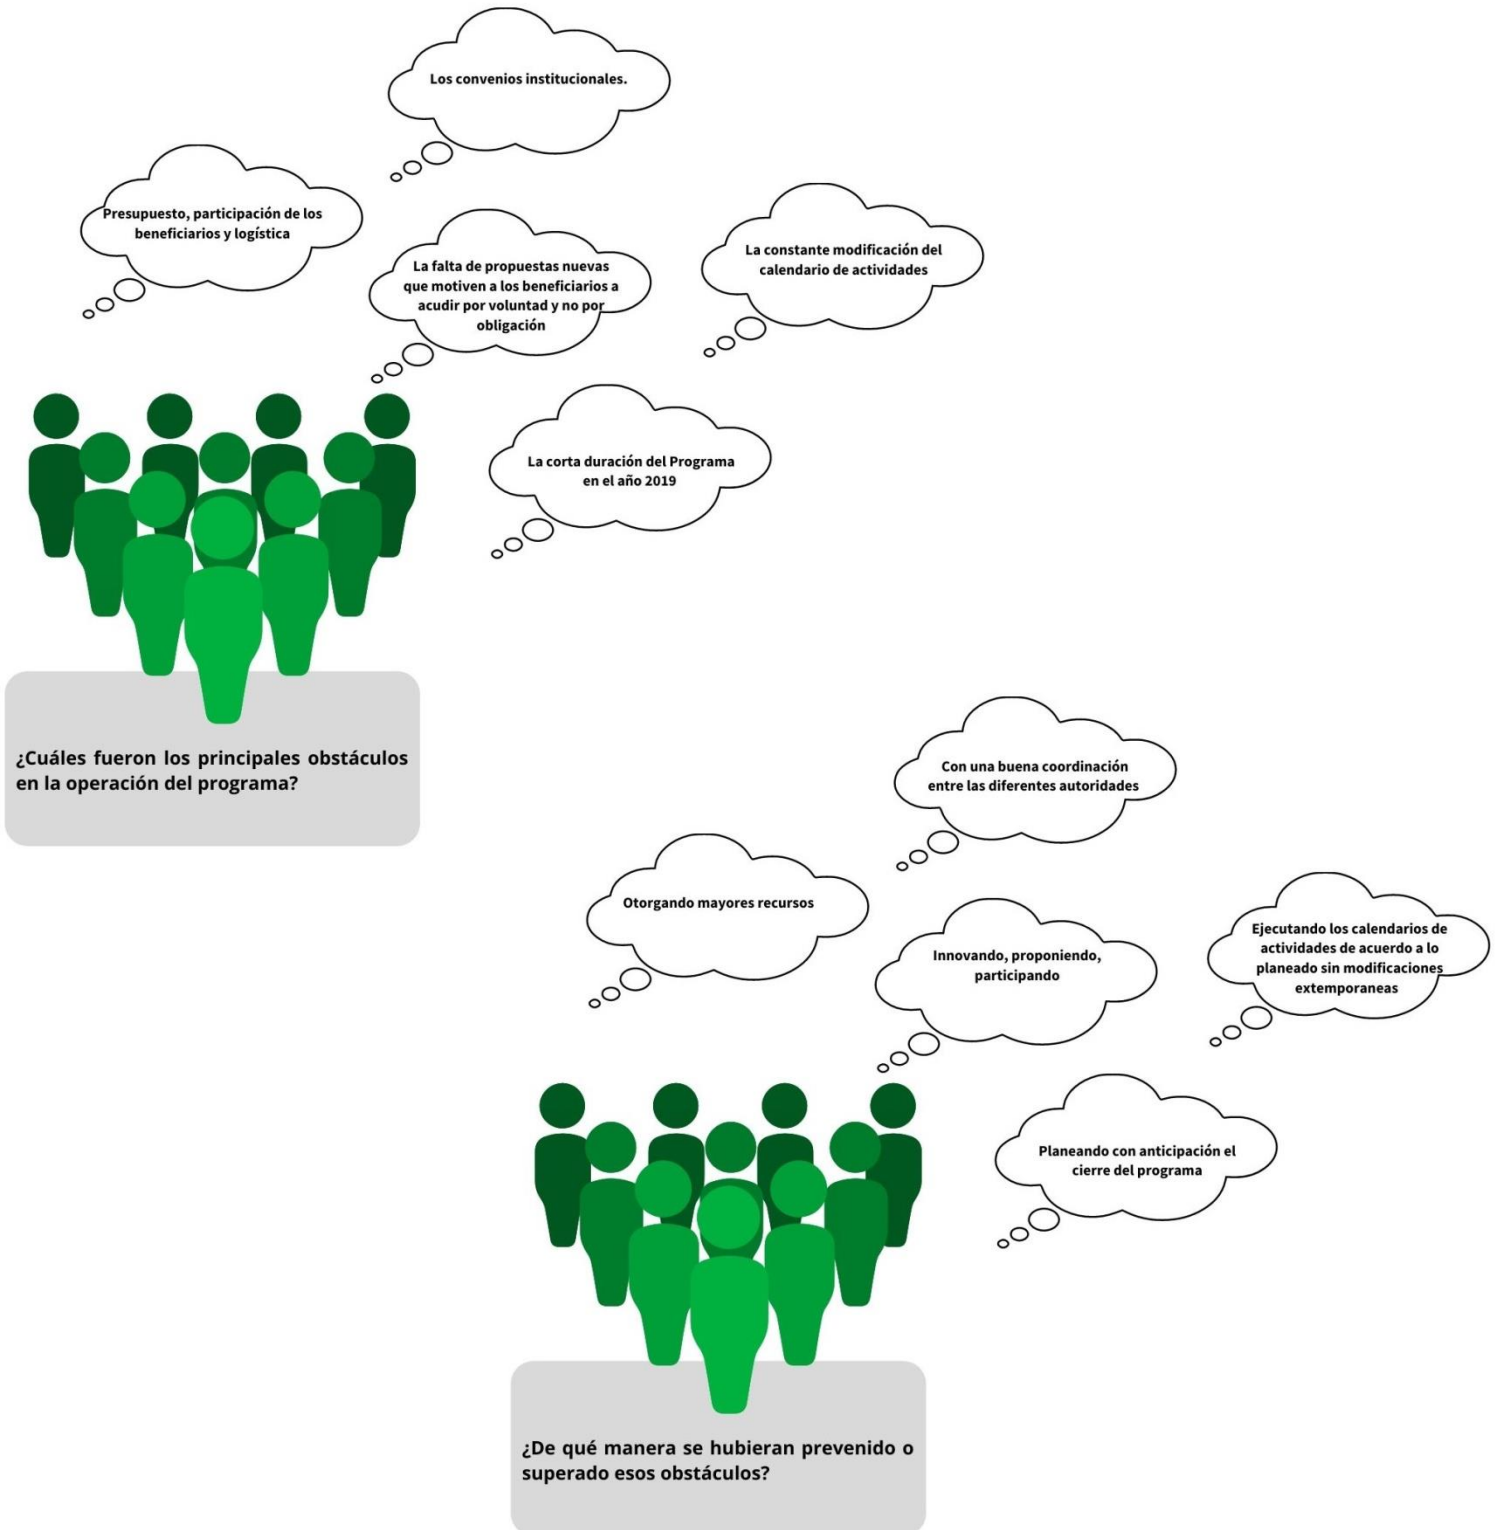 Los convenios institucionales.
Presupuesto, participación de los
beneficiarios y logística
La falta de propuestas nuevas
que motiven a los beneficiarios a
acudir por voluntad y no por
obligación
La constante modificación del
calendario de actividades
La corta duración del Programa
en el año 2019
¿Cuáles fueron los principales obstáculos
en la operación del programa?
Con una buena coordinación
entre las diferentes autoridades
Otorgando mayores recursos
Innovando, proponiendo,
participando
Ejecutando los calendarios de
actividades de acuerdo a lo
planeado sin modificaciones
extemporaneas
Planeando con anticipación el
cierre del programa
¿De qué manera se hubieran prevenido o
superado esos obstáculos?